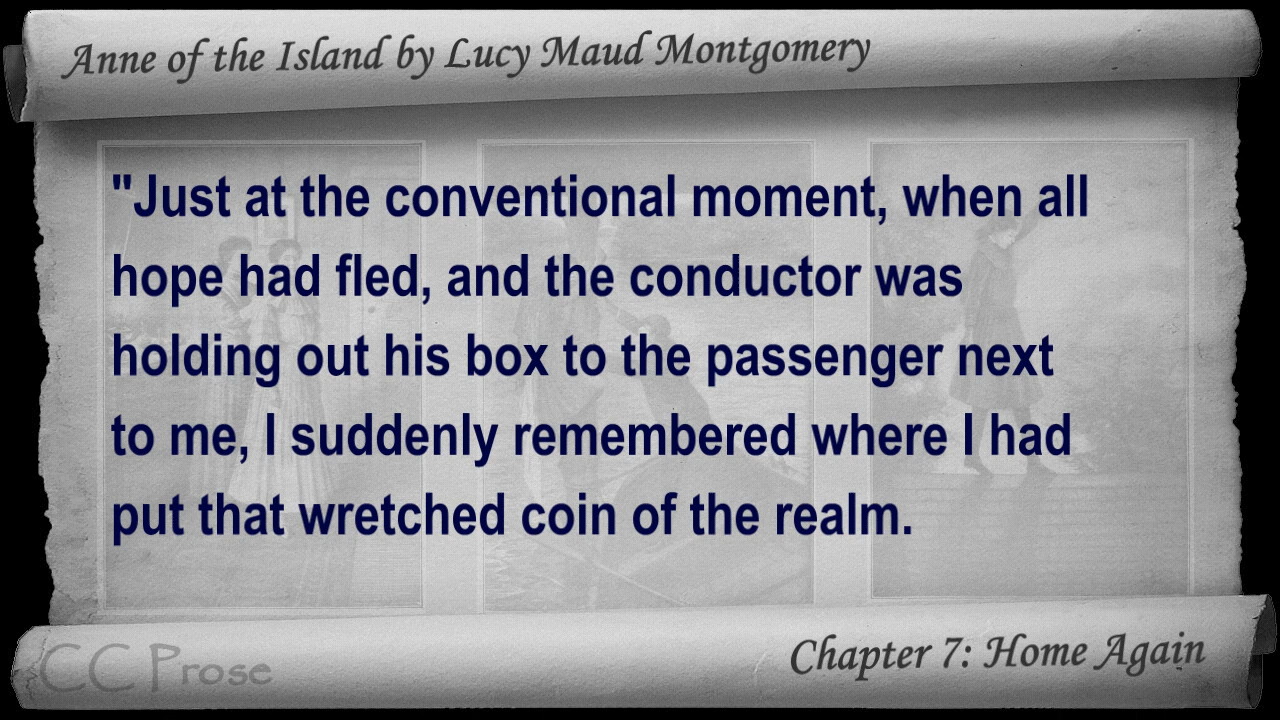 Anne of the Island by Lucy Maud Montgomery
"Just at the conventional moment, when all
hope had fled, and the conductor was
holding out his box to the passenger next
to me, I suddenly remembered where I had
put that wretched coin of the realm.
CC Prose
Chapter 7: Home Again